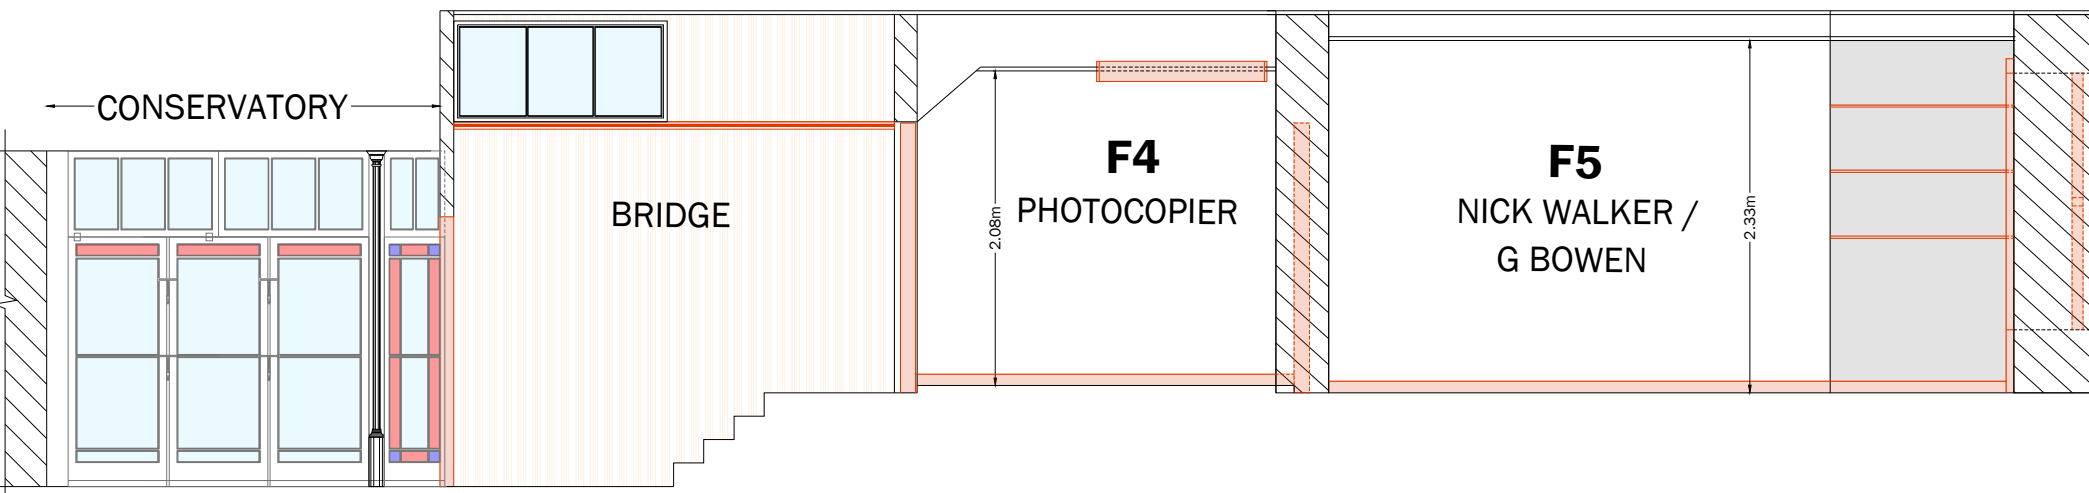 CONSERVATORY
BRIDGE
2.08m
F4
PHOTOCOPIER
F5
NICK WALKER /
G BOWEN
2.33m